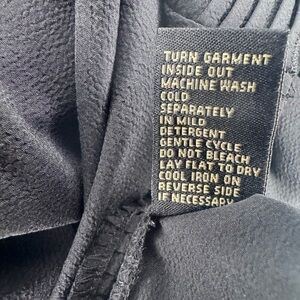 TURN GARMENT
INSIDE OUT
MACHINE WASH
COLD
SEPARATELY
IN MILD
DETERGENT
GENTLE CYCLE
DO NOT BLEACH
LAY FLAT TO DRY
COOL IRON ON
REVERSE SIDE
IF NECESSARY